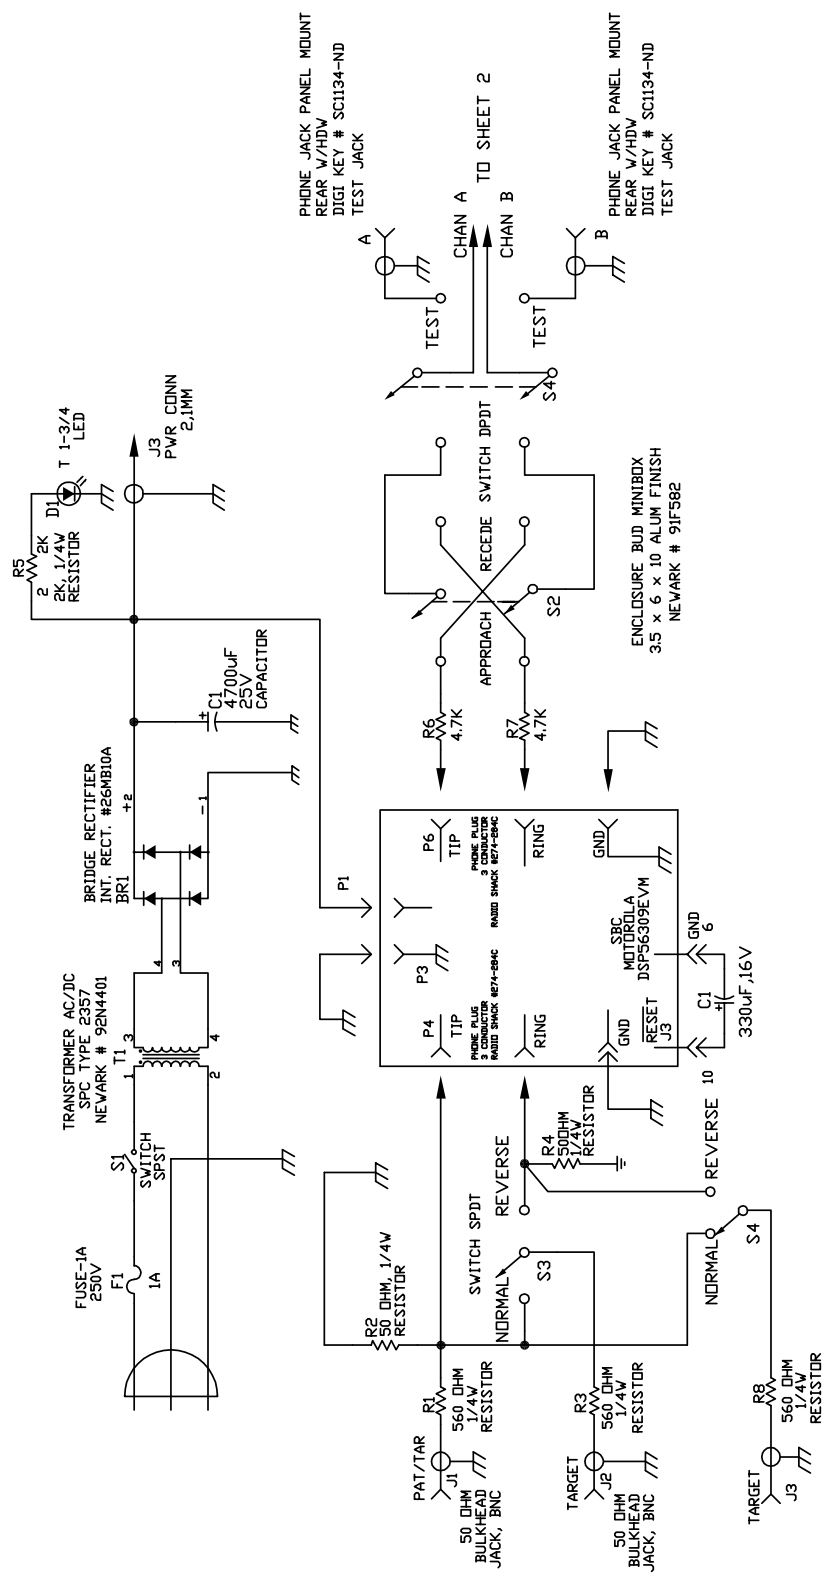 FUSE-1A
250V
F1
1A
S1
SWITCH
SPST
TRANSFORMER AC/DC
SPC TYPE 2357
NEWARK # 92N4401
T1
1
2
3
4
4
3
BRIDGE RECTIFIER
INT. RECT. #26MB10A
BR1
+2
-1
+
C1
4700uF
25V
CAPACITOR
R5
2
2K
2K, 1/4W
RESISTOR
D1
T 1-3/4
LED
J3
PWR CONN
2,1MM
PHONE JACK PANEL MOUNT
REAR W/HDW
DIGI KEY # SC1134-ND
TEST JACK
A
TEST
CHAN A
TO SHEET 2
CHAN B
TEST
B
PHONE JACK PANEL MOUNT
REAR W/HDW
DIGI KEY # SC1134-ND
TEST JACK
S4
SWITCH DPDT
RECEDE
APPROACH
S2
R6
4.7K
R7
4.7K
ENCLOSURE BUD MINIBOX
3.5 x 6 x 10 ALUM FINISH
NEWARK # 91F582
P1
P3
P4
TIP
PHONE PLUG
3 CONDUCTOR
RADIO SHACK #274-284C
RING
GND
P6
TIP
PHONE PLUG
3 CONDUCTOR
RADIO SHACK #274-284C
RING
GND
SBC
MOTOROLA
DSP56309EVM
RESET
J3
10
GND
6
+
C1
330uF,16V
R2
50 OHM, 1/4W
RESISTOR
PAT/TAR
J1
50 OHM
BULKHEAD
JACK, BNC
R1
560 OHM
1/4W
RESISTOR
SWITCH SPDT
NORMAL
REVERSE
S3
R4
50OHM
1/4W
RESISTOR
TARGET
J2
50 OHM
BULKHEAD
JACK, BNC
R3
560 OHM
1/4W
RESISTOR
NORMAL
REVERSE
S4
TARGET
J3
R8
560 OHM
1/4W
RESISTOR